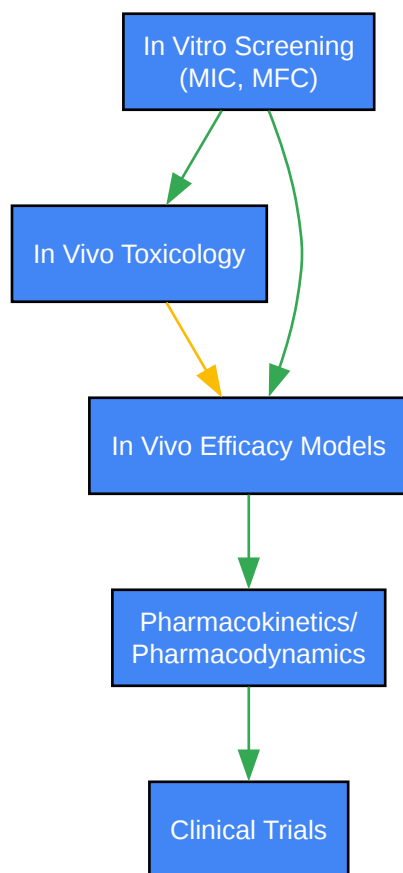 In Vitro Screening
(MIC, MFC)
In Vivo Toxicology
In Vivo Efficacy Models
Pharmacokinetics/
Pharmacodynamics
Clinical Trials